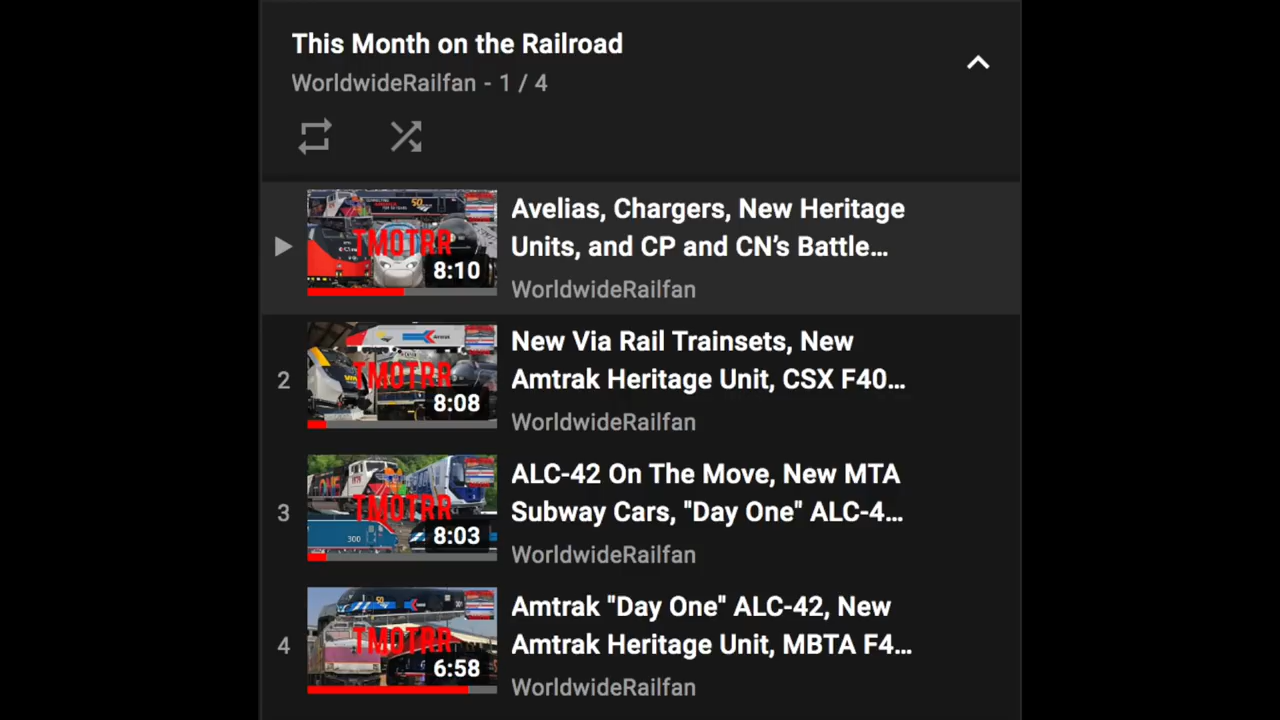 This Month on the Railroad
WorldwideRailfan - 1 / 4
TMOTRR
50
8:10
Avelias, Chargers, New Heritage
Units, and CP and CN’s Battle…
WorldwideRailfan
2
TMOTRR
8:08
New Via Rail Trainsets, New
Amtrak Heritage Unit, CSX F40…
WorldwideRailfan
3
TMOTRR
300
8:03
ALC-42 On The Move, New MTA
Subway Cars, "Day One" ALC-4…
WorldwideRailfan
4
50
TMOTRR
6:58
Amtrak "Day One" ALC-42, New
Amtrak Heritage Unit, MBTA F4…
WorldwideRailfan